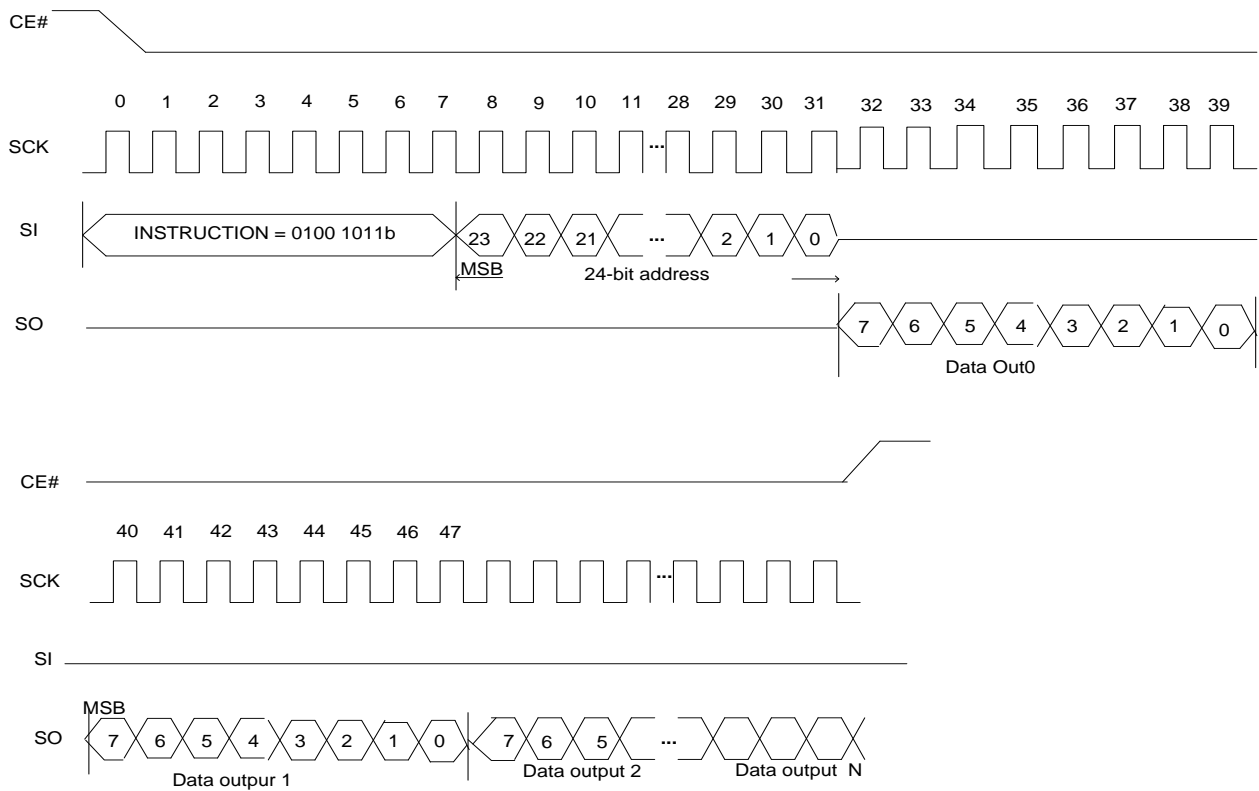 CE#
0 1 2 3 4 5 6 7 8 9 10 11 28 29 30 31 32 33 34 35 36 37 38 39
SCK ...
SI INSTRUCTION = 0100 1011b 23 22 21 ... 2 1 0
MSB 24-bit address
SO 7 6 5 4 3 2 1 0
Data Out0
CE#
40 41 42 43 44 45 46 47
SCK ...
SI
MSB
SO 7 6 5 4 3 2 1 0 7 6 5 ...
Data outpur 1 Data output 2 Data output N